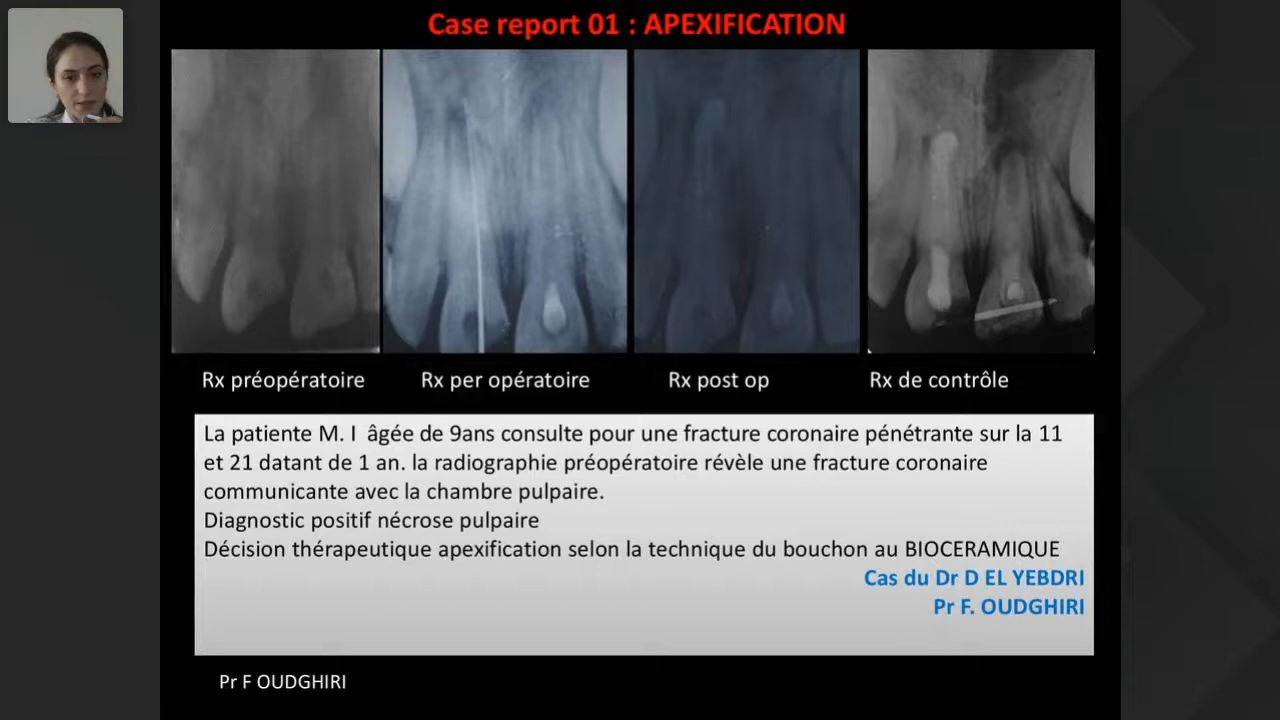 Case report 01 : APEXIFICATION
Rx préopératoire
Rx per opératoire
Rx post op
Rx de contrôle
La patiente M. I âgée de 9ans consulte pour une fracture coronaire pénétrante sur la 11
et 21 datant de 1 an. la radiographie préopératoire révèle une fracture coronaire
communicante avec la chambre pulpaire.
Diagnostic positif nécrose pulpaire
Décision thérapeutique apexification selon la technique du bouchon au BIOCERAMIQUE
Cas du Dr D EL YEBDRI
Pr F. OUDGHIRI
Pr F OUDGHIRI